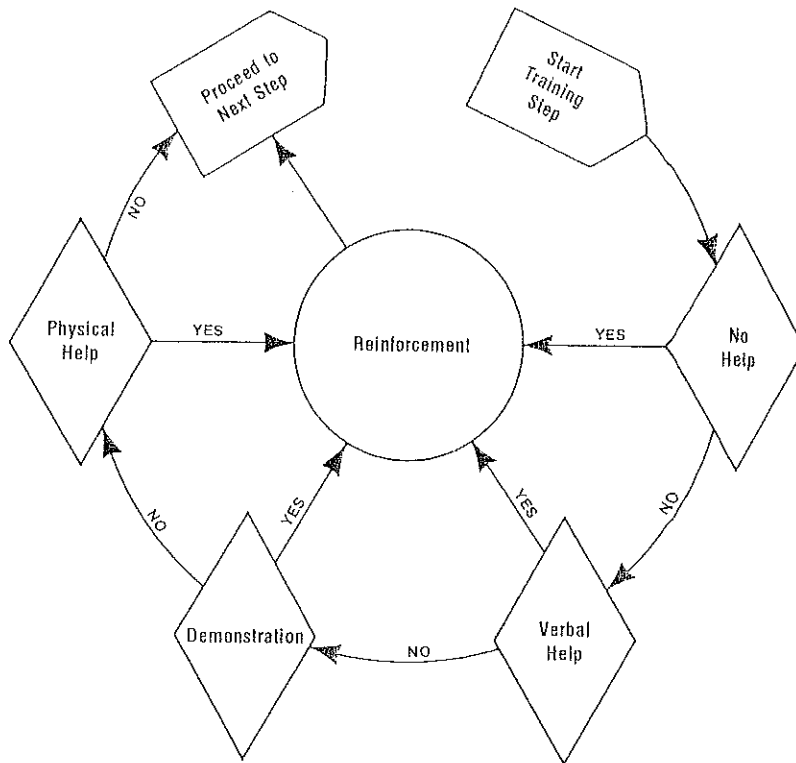 Proceed to
Next Step
Start
Training
Step
NO
Physical
Help
YES
Reinforcement
YES
No
Help
NO
YES
YES
NO
Demonstration
NO
Verbal
Help